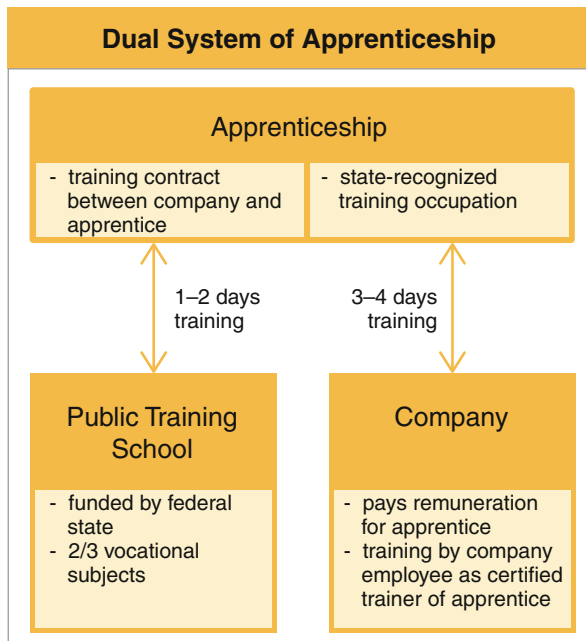 Dual System of Apprenticeship
Apprenticeship
- training contract
between company and
apprentice
- state-recognized
training occupation
1–2 days
training
3–4 days
training
Public Training
School
- funded by federal
state
- 2/3 vocational
subjects
Company
- pays remuneration
for apprentice
- training by company
employee as certified
trainer of apprentice